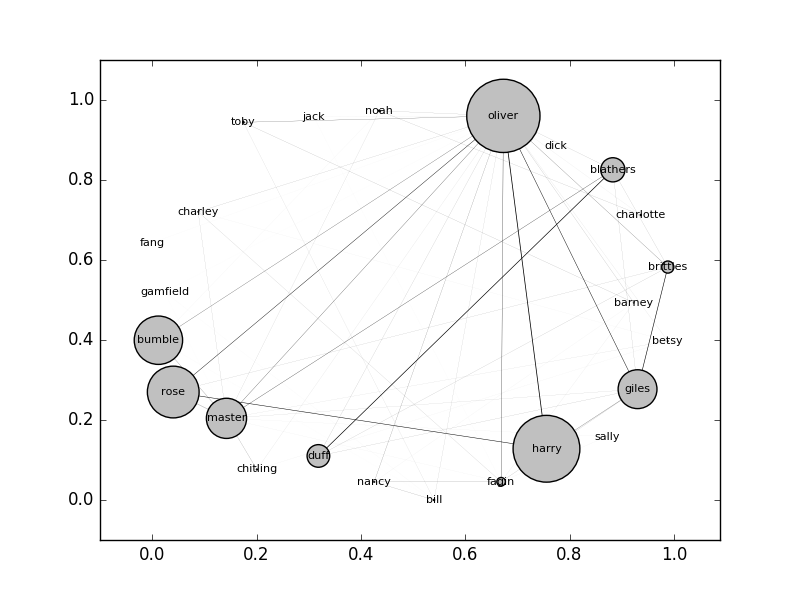 1.0
0.8
0.6
0.4
0.2
0.0
0.0
0.2
0.4
0.6
0.8
1.0
noah
jack
oliver
toby
dick
blathers
charley
charlotte
fang
brittles
gamfield
barney
bumble
betsy
rose
giles
master
sally
harry
duff
chitling
nancy
fagin
bill